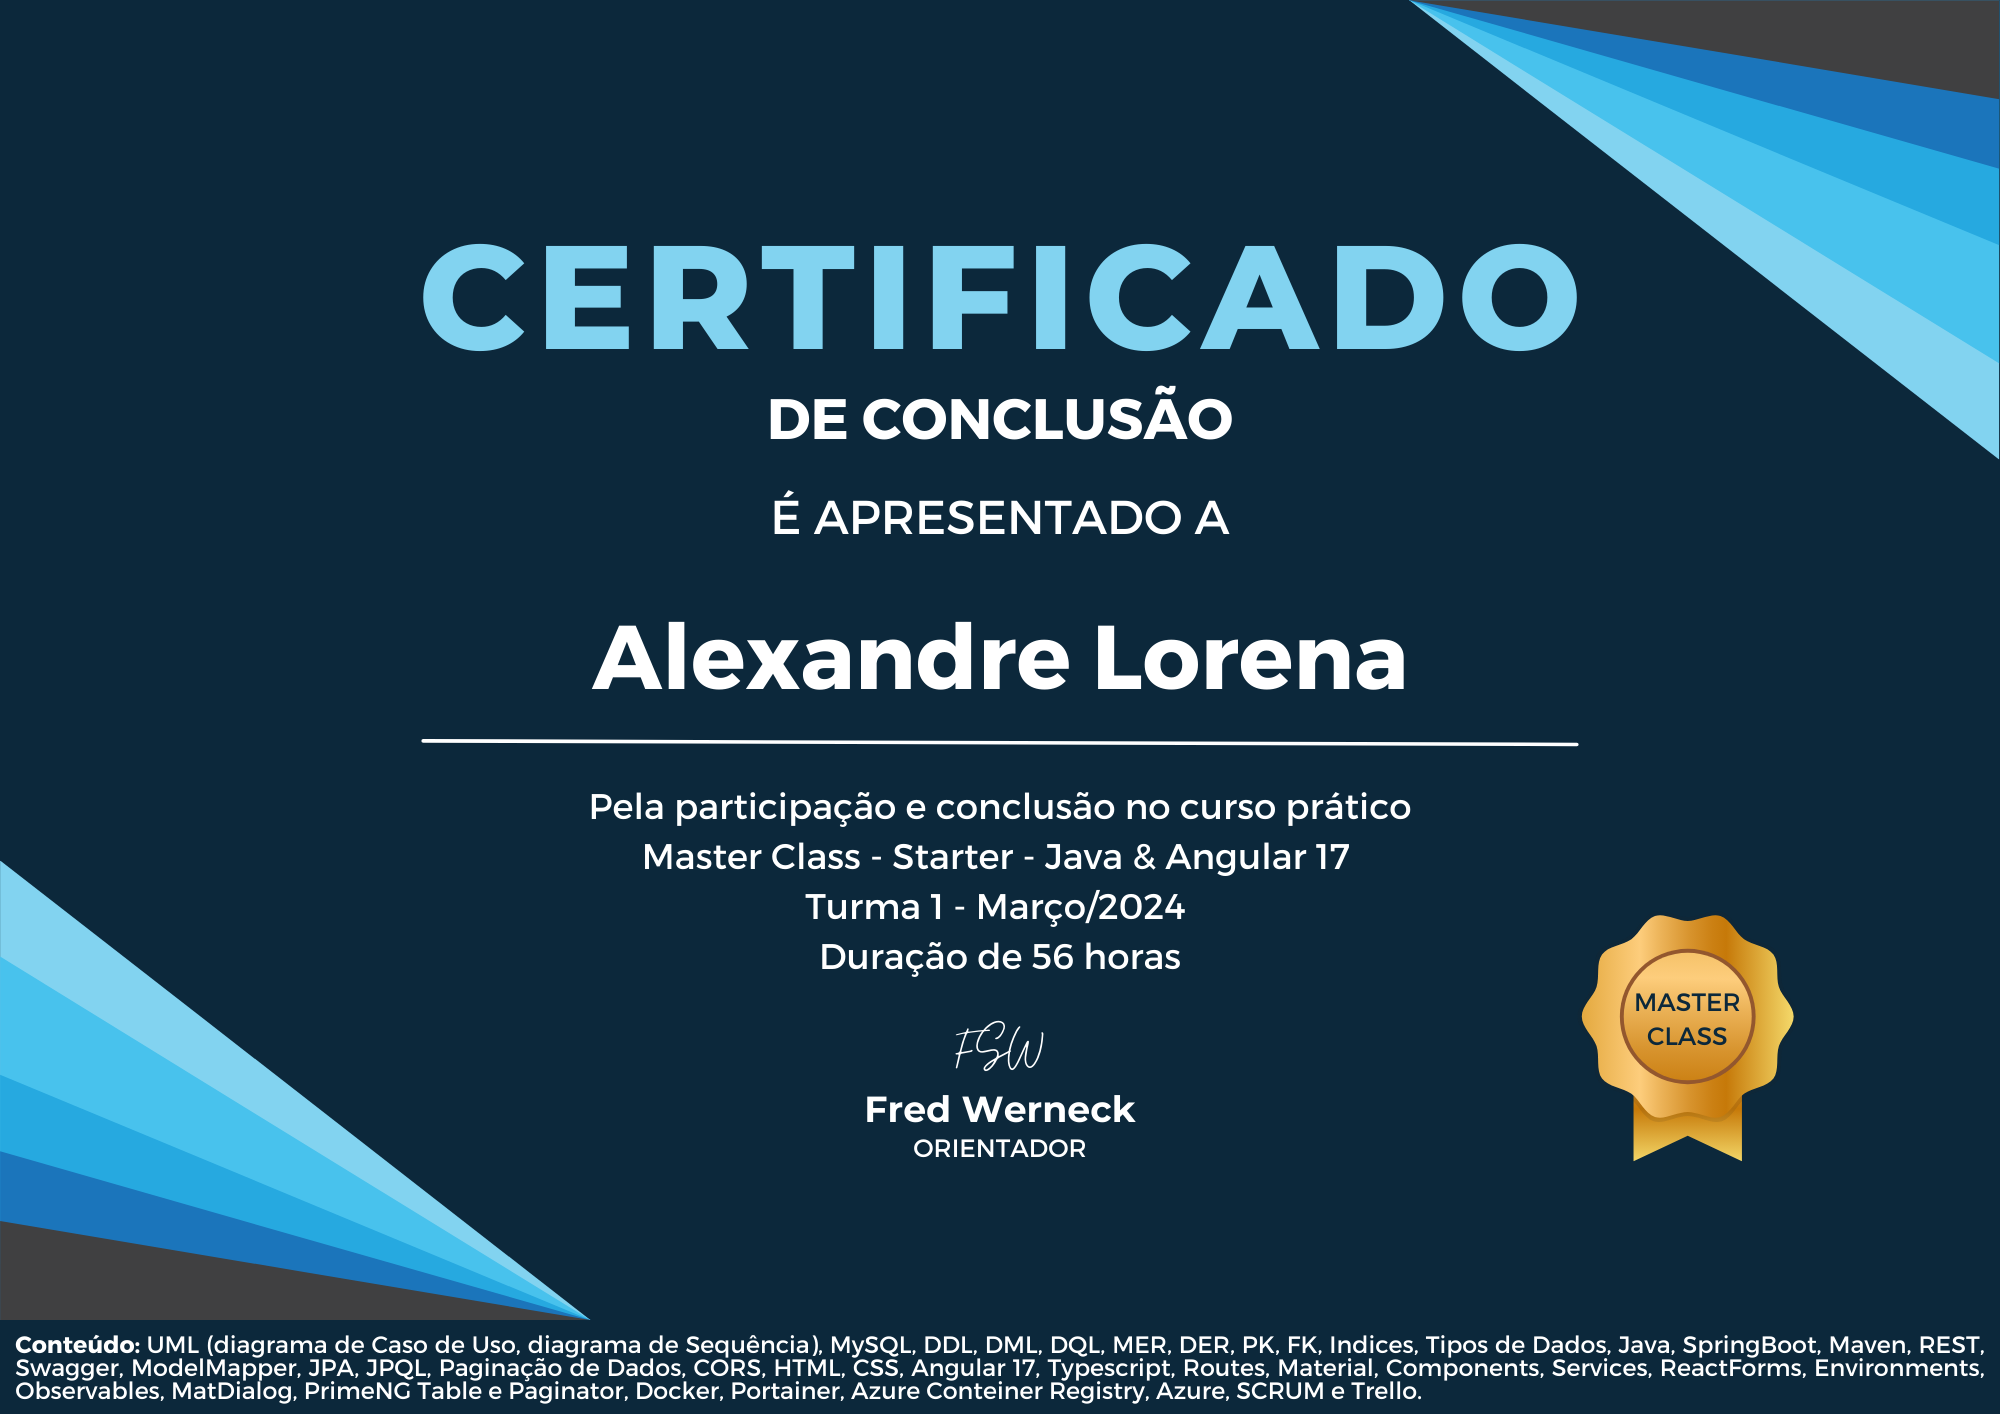 CERTIFICADO
DE CONCLUSÃO
É APRESENTADO A
Alexandre Lorena
Pela participação e conclusão no curso prático
Master Class - Starter - Java & Angular 17
Turma 1 - Março/2024
Duração de 56 horas
FSW
Fred Werneck
ORIENTADOR
MASTER
CLASS
Conteúdo: UML (diagrama de Caso de Uso, diagrama de Sequência), MySQL, DDL, DML, DQL, MER, DER, PK, FK, Indices, Tipos de Dados, Java, SpringBoot, Maven, REST,
Swagger, ModelMapper, JPA, JPQL, Paginação de Dados, CORS, HTML, CSS, Angular 17, Typescript, Routes, Material, Components, Services, ReactForms, Environments,
Observables, MatDialog, PrimeNG Table e Paginator, Docker, Portainer, Azure Conteiner Registry, Azure, SCRUM e Trello.